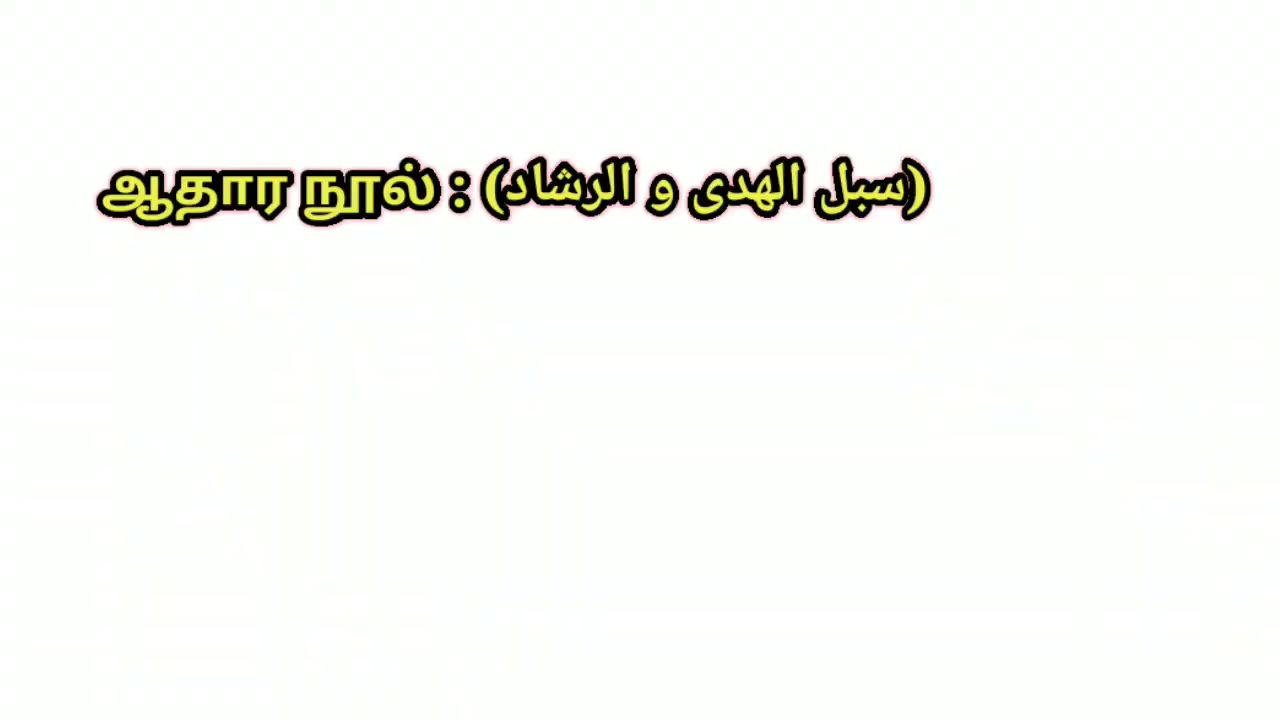 ஆதார நூல் : (سبل الهدى و الرشاد)